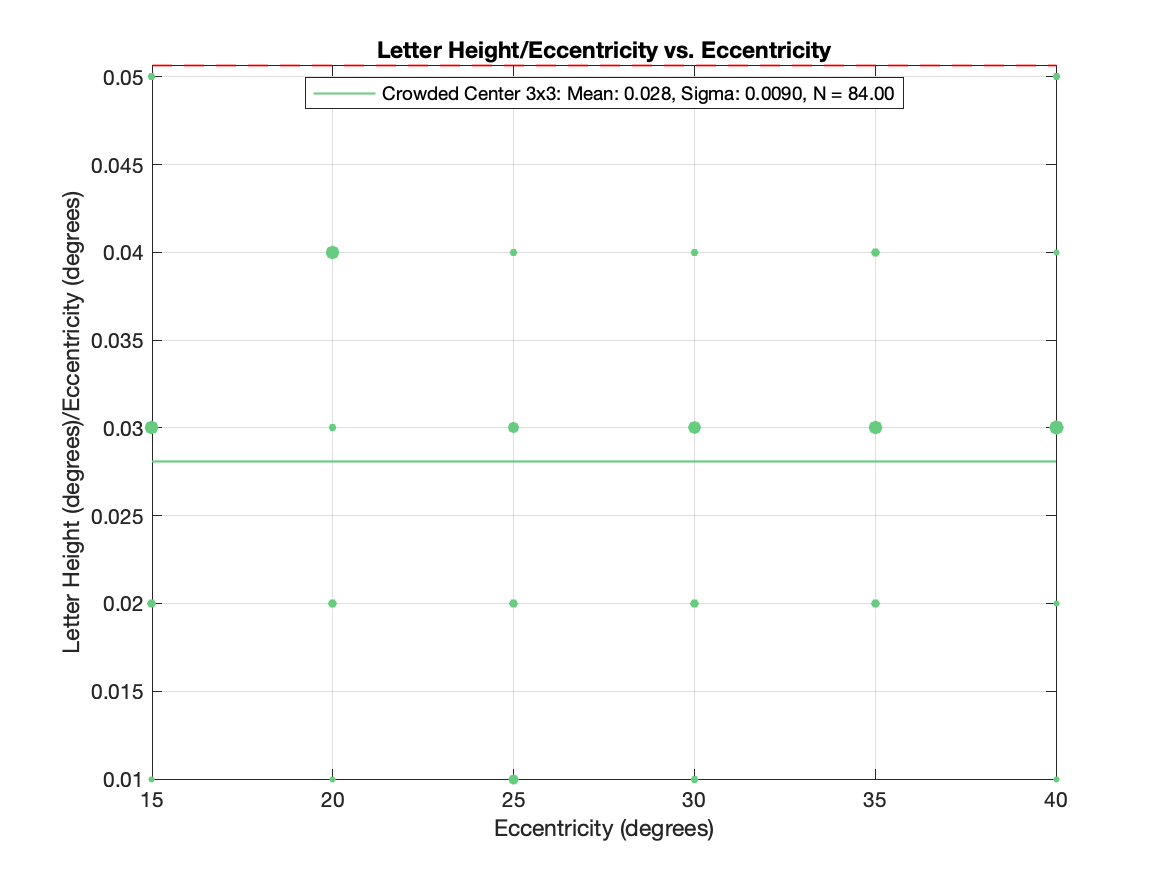 Letter Height/Eccentricity vs. Eccentricity
Crowded Center 3x3: Mean: 0.028, Sigma: 0.0090, N = 84.00
Letter Height (degrees)/Eccentricity (degrees)
0.05
0.045
0.04
0.035
0.03
0.025
0.02
0.015
0.01
15 20 25 30 35 40
Eccentricity (degrees)